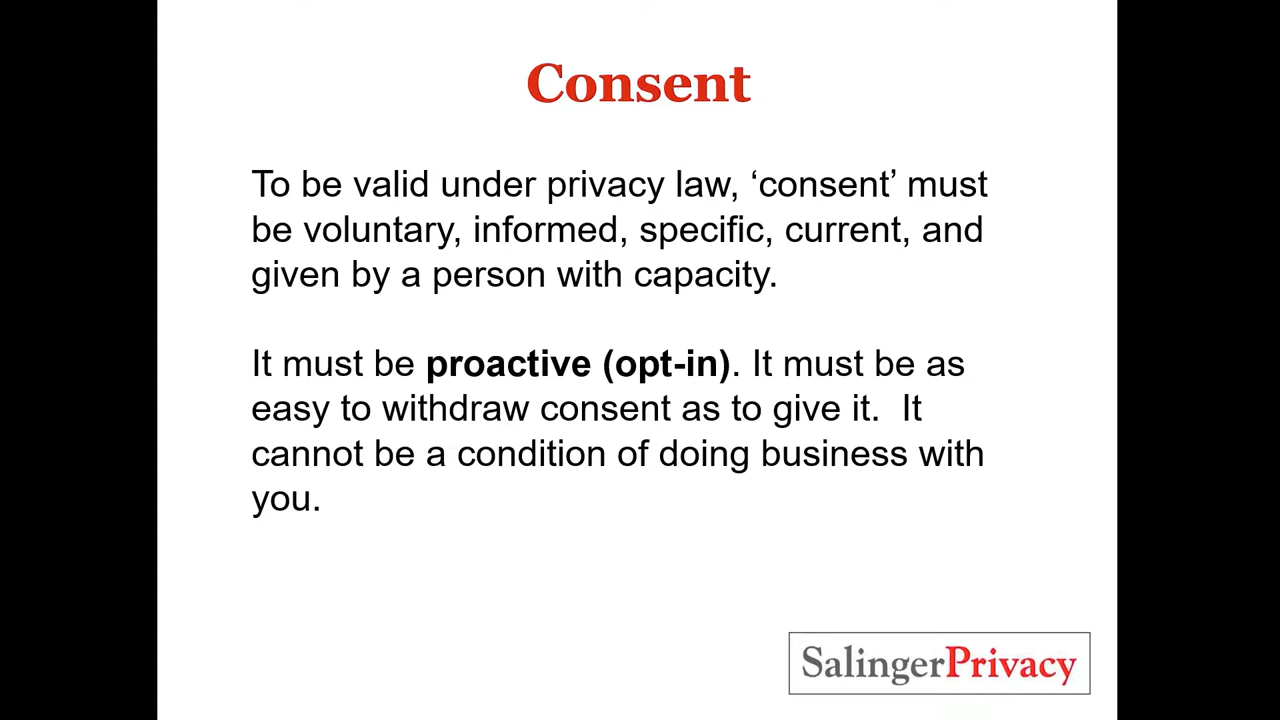 Consent
To be valid under privacy law, ‘consent’ must
be voluntary, informed, specific, current, and
given by a person with capacity.
It must be proactive (opt-in). It must be as
easy to withdraw consent as to give it.  It
cannot be a condition of doing business with
you.
SalingerPrivacy